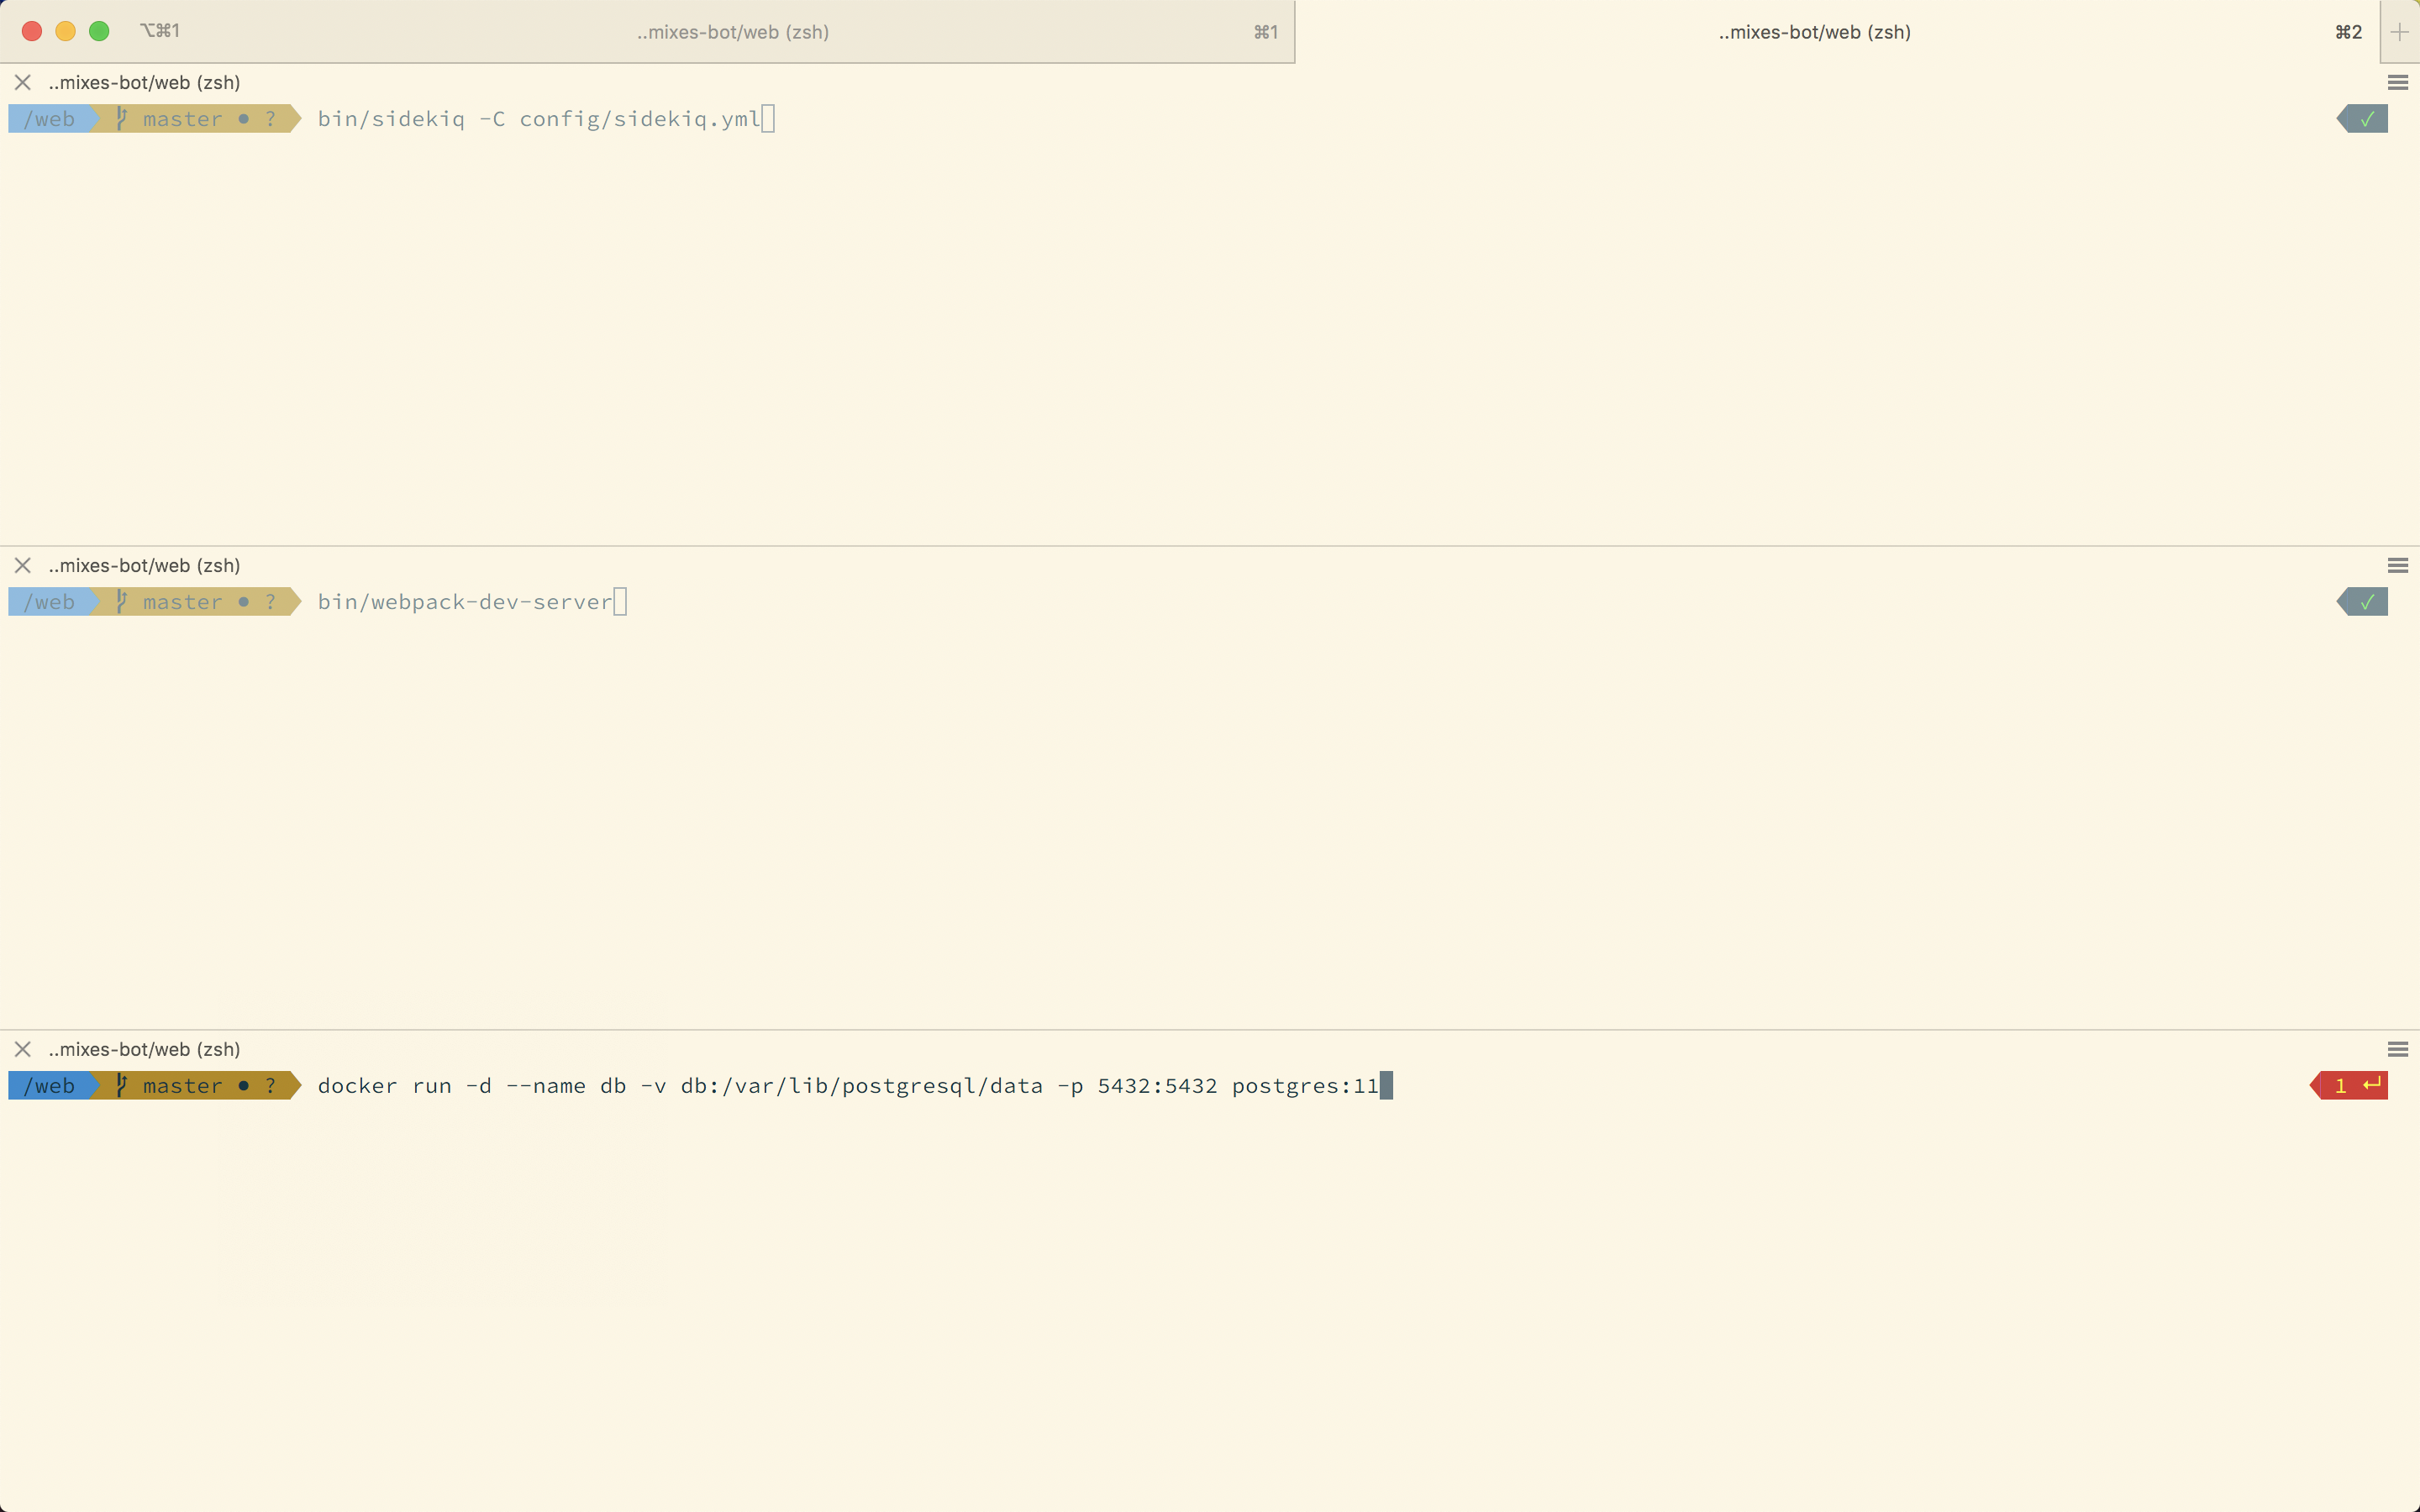 ⌥⌘1 ..mixes-bot/web (zsh) ⌘1 ..mixes-bot/web (zsh) ⌘2
..mixes-bot/web (zsh)
/web master ● ? bin/sidekiq -C config/sidekiq.yml ✓
..mixes-bot/web (zsh)
/web master ● ? bin/webpack-dev-server ✓
..mixes-bot/web (zsh)
/web master ● ? docker run -d --name db -v db:/var/lib/postgresql/data -p 5432:5432 postgres:11 1 ↵